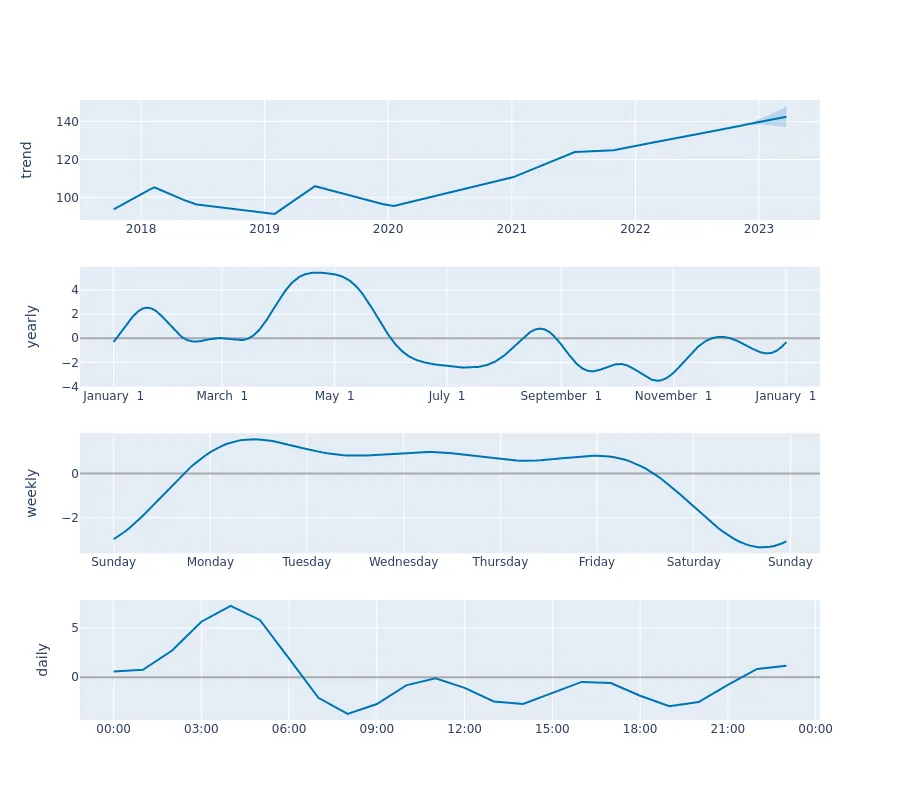 trend
140
120
100
2018 2019 2020 2021 2022 2023
yearly
4
2
0
−2
−4
January 1 March 1 May 1 July 1 September 1 November 1 January 1
weekly
0
−2
Sunday Monday Tuesday Wednesday Thursday Friday Saturday Sunday
daily
5
0
00:00 03:00 06:00 09:00 12:00 15:00 18:00 21:00 00:00